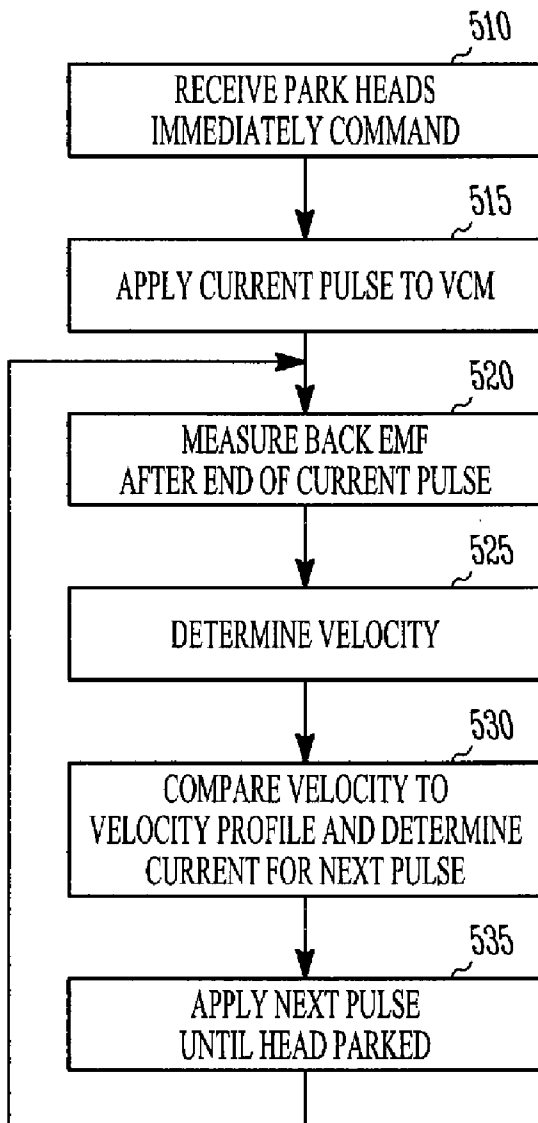 510
RECEIVE PARK HEADS
IMMEDIATELY COMMAND
515
APPLY CURRENT PULSE TO VCM
520
MEASURE BACK EMF
AFTER END OF CURRENT PULSE
525
DETERMINE VELOCITY
530
COMPARE VELOCITY TO
VELOCITY PROFILE AND DETERMINE
CURRENT FOR NEXT PULSE
535
APPLY NEXT PULSE
UNTIL HEAD PARKED